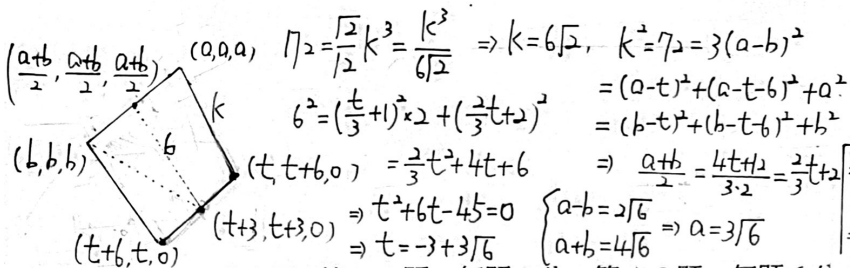 (a+b/2, a+b/2, a+b/2)
(a,a,a)
k
6
(b,b,b)
(t,t+6,0)
(t+3,t+3,0)
(t+6,t,0)
72=√2/12 k³=k³/6√2 ⇒ k=6√2, k²=72=3(a-b)²
=(a-t)²+(a-t-6)²+a²
6²=(t/3+1)²×2+(2/3t+2)²
=(b-t)²+(b-t-6)²+b²
=2/3t²+4t+6
⇒ a+b/2=4t+12/3·2=2/3t+2
⇒ t²+6t-45=0
⇒ t=-3+3√6
{a-b=2√6
a+b=4√6 ⇒ a=3√6